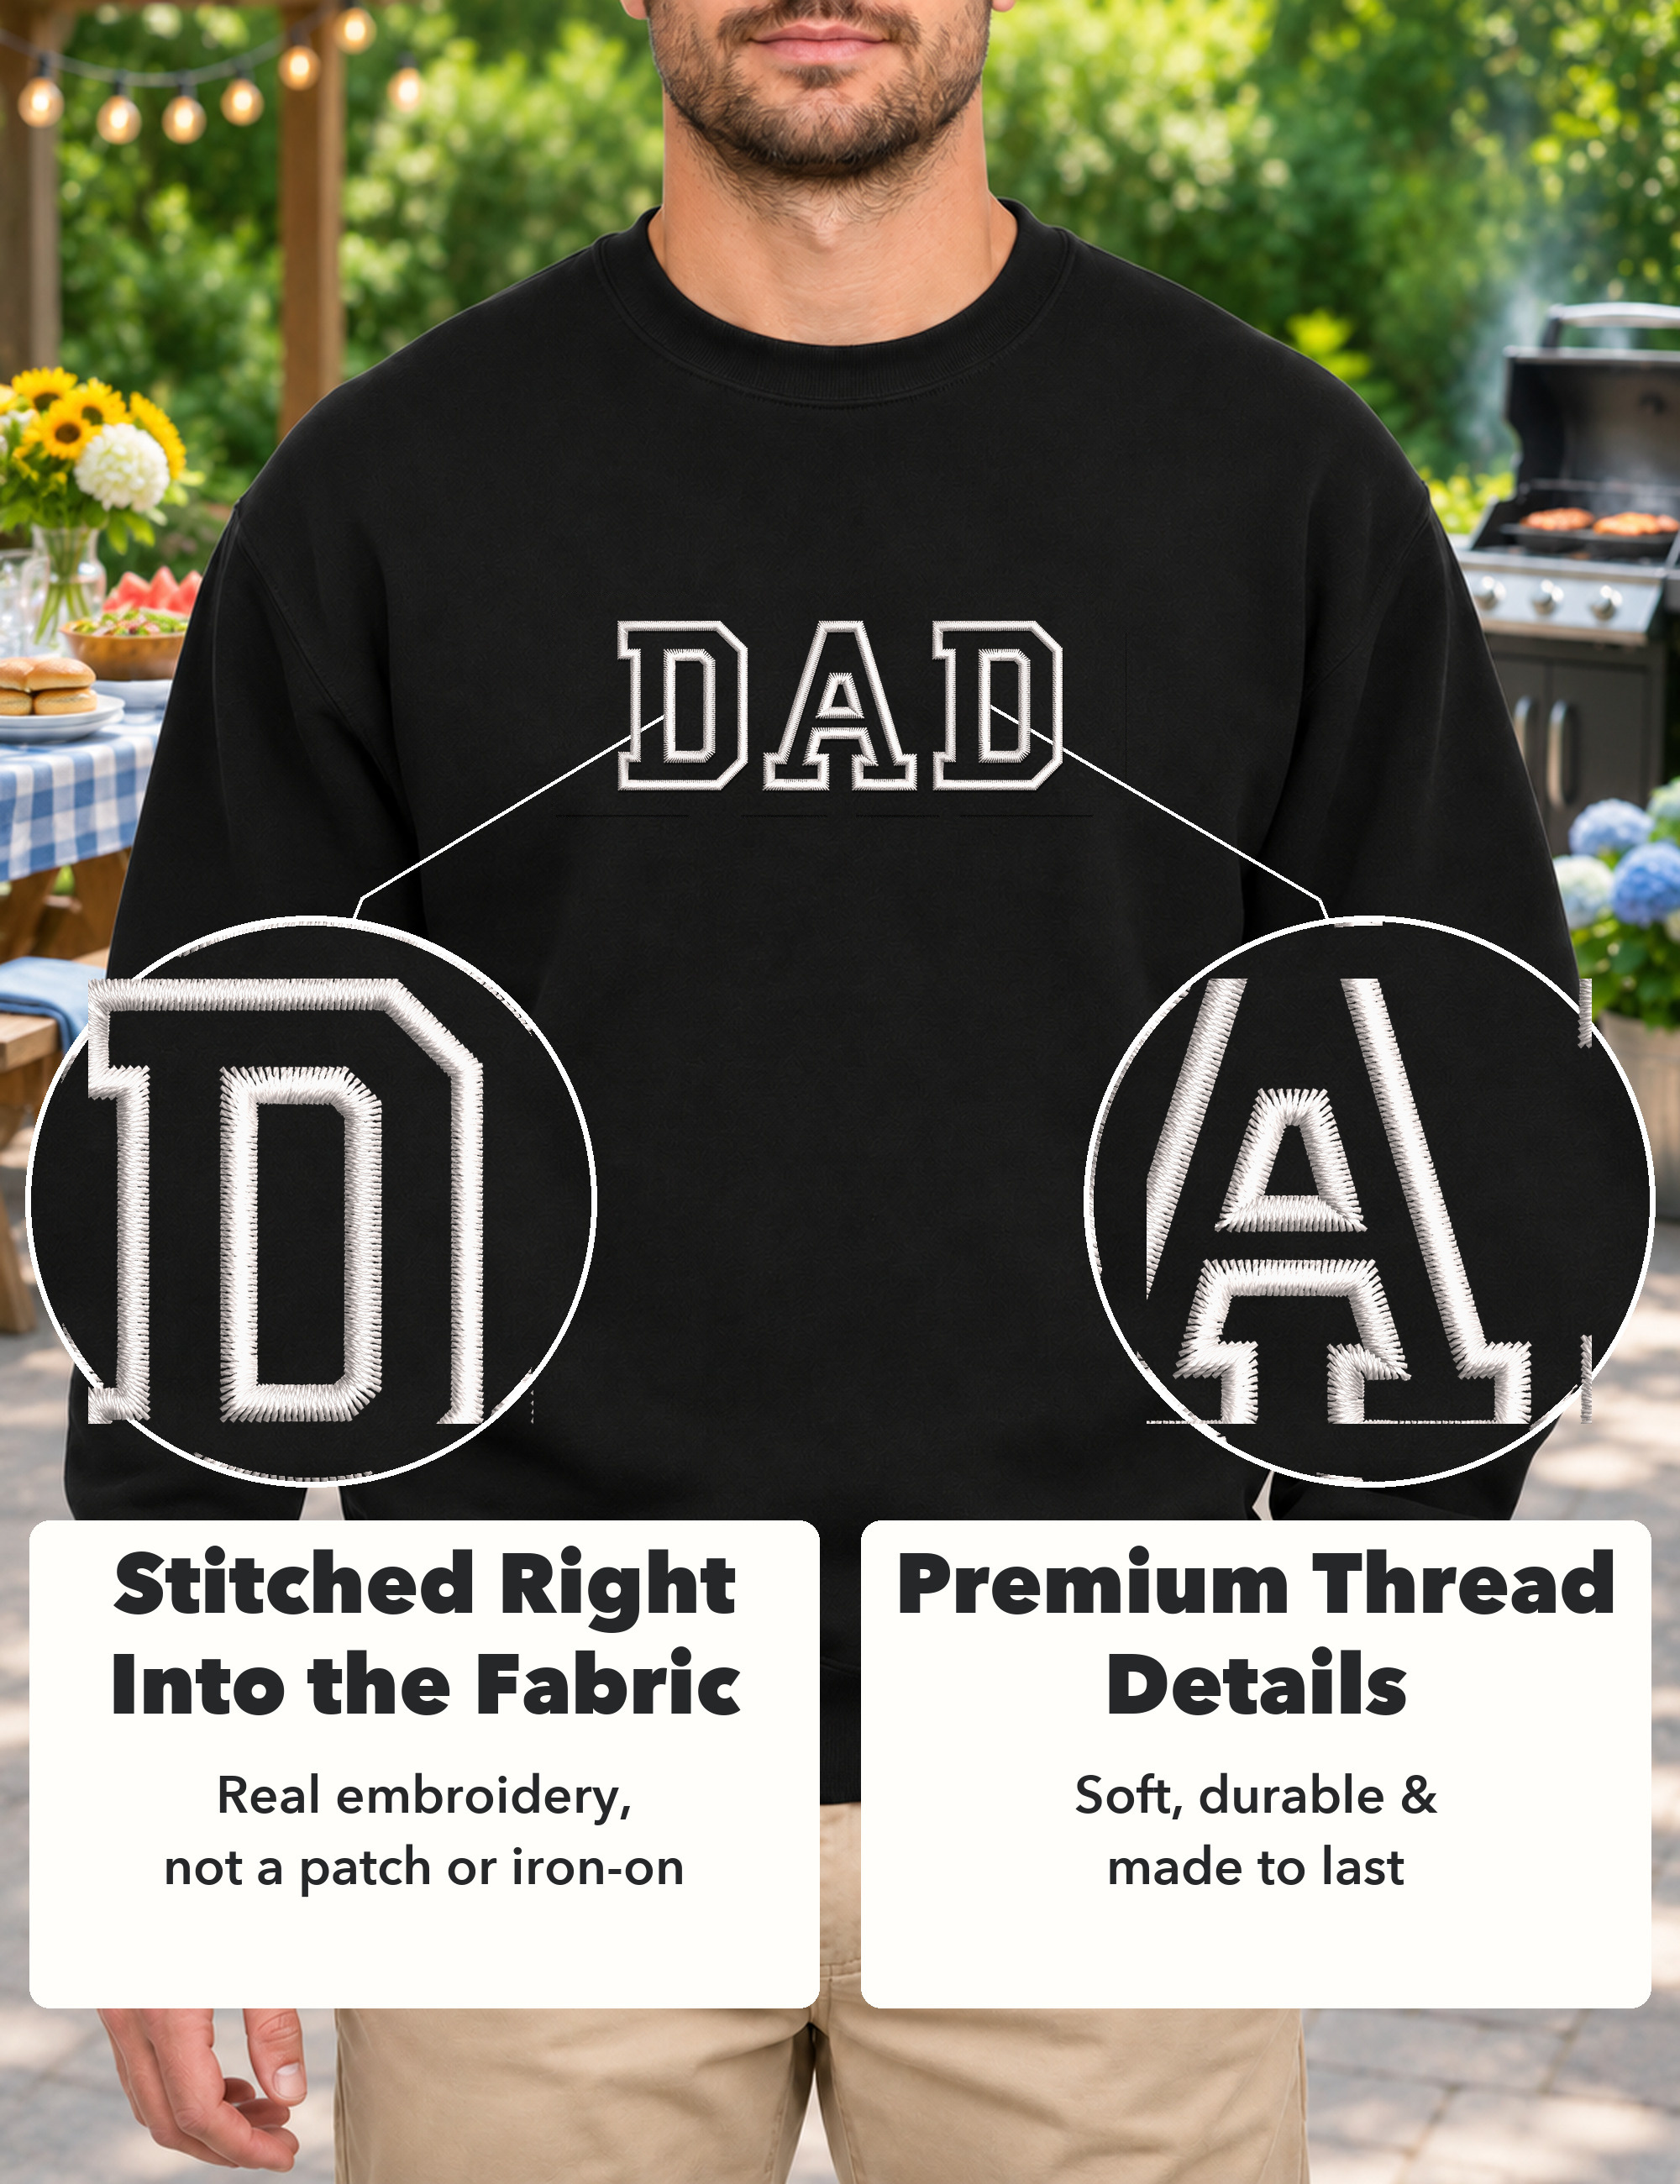 DAD
D
A
Stitched Right
Into the Fabric
Real embroidery,
not a patch or iron-on
Premium Thread
Details
Soft, durable &
made to last